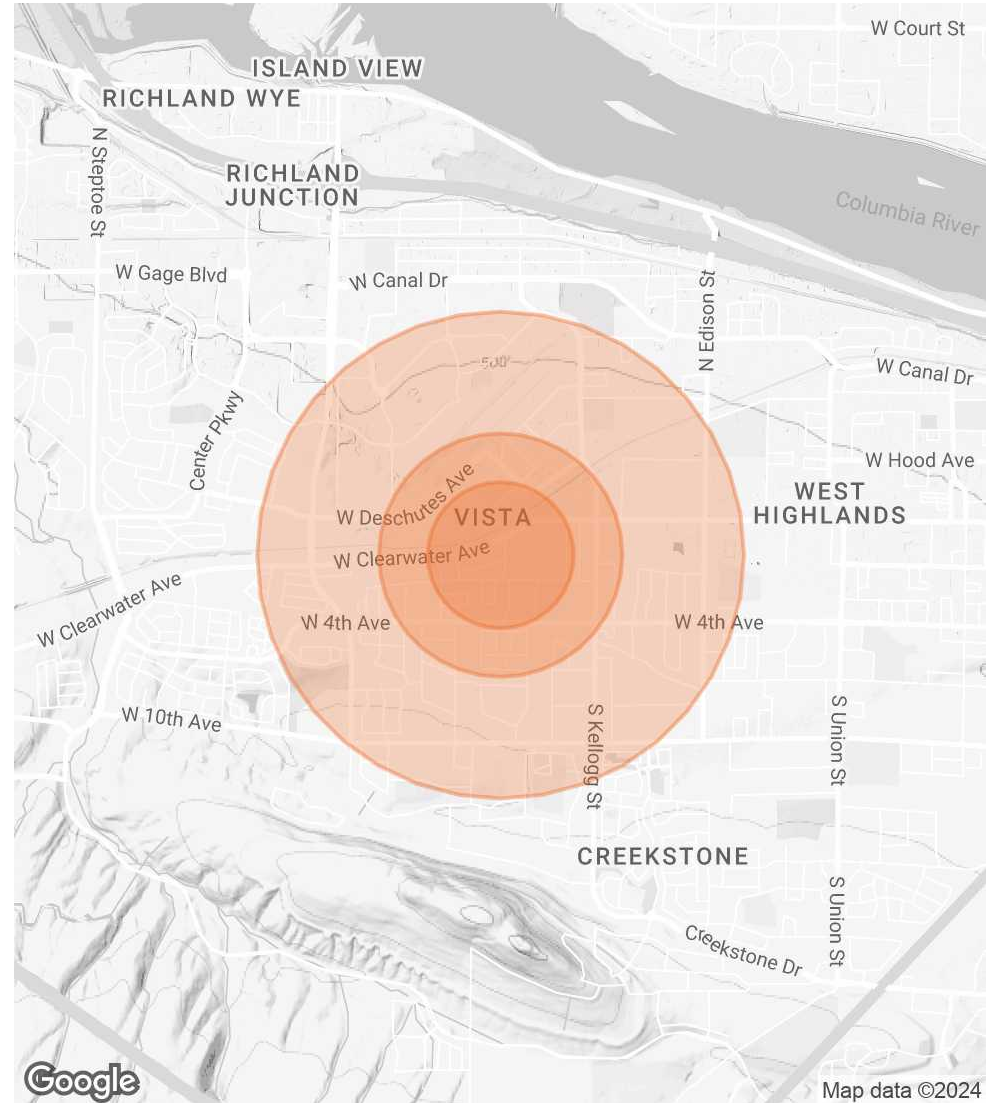 W Court St
ISLAND VIEW
RICHLAND WYE
N Steptoe St
RICHLAND
JUNCTION
Columbia River
W Gage Blvd
W Canal Dr
N Edison St
500'
W Canal Dr
Center Pkwy
W Hood Ave
WEST
HIGHLANDS
W Deschutes Ave
VISTA
W Clearwater Ave
W Clearwater Ave
W 4th Ave
W 4th Ave
W 10th Ave
S Kellogg St
S Union St
CREEKSTONE
S Union St
Creekstone Dr
Google
Map data ©2024